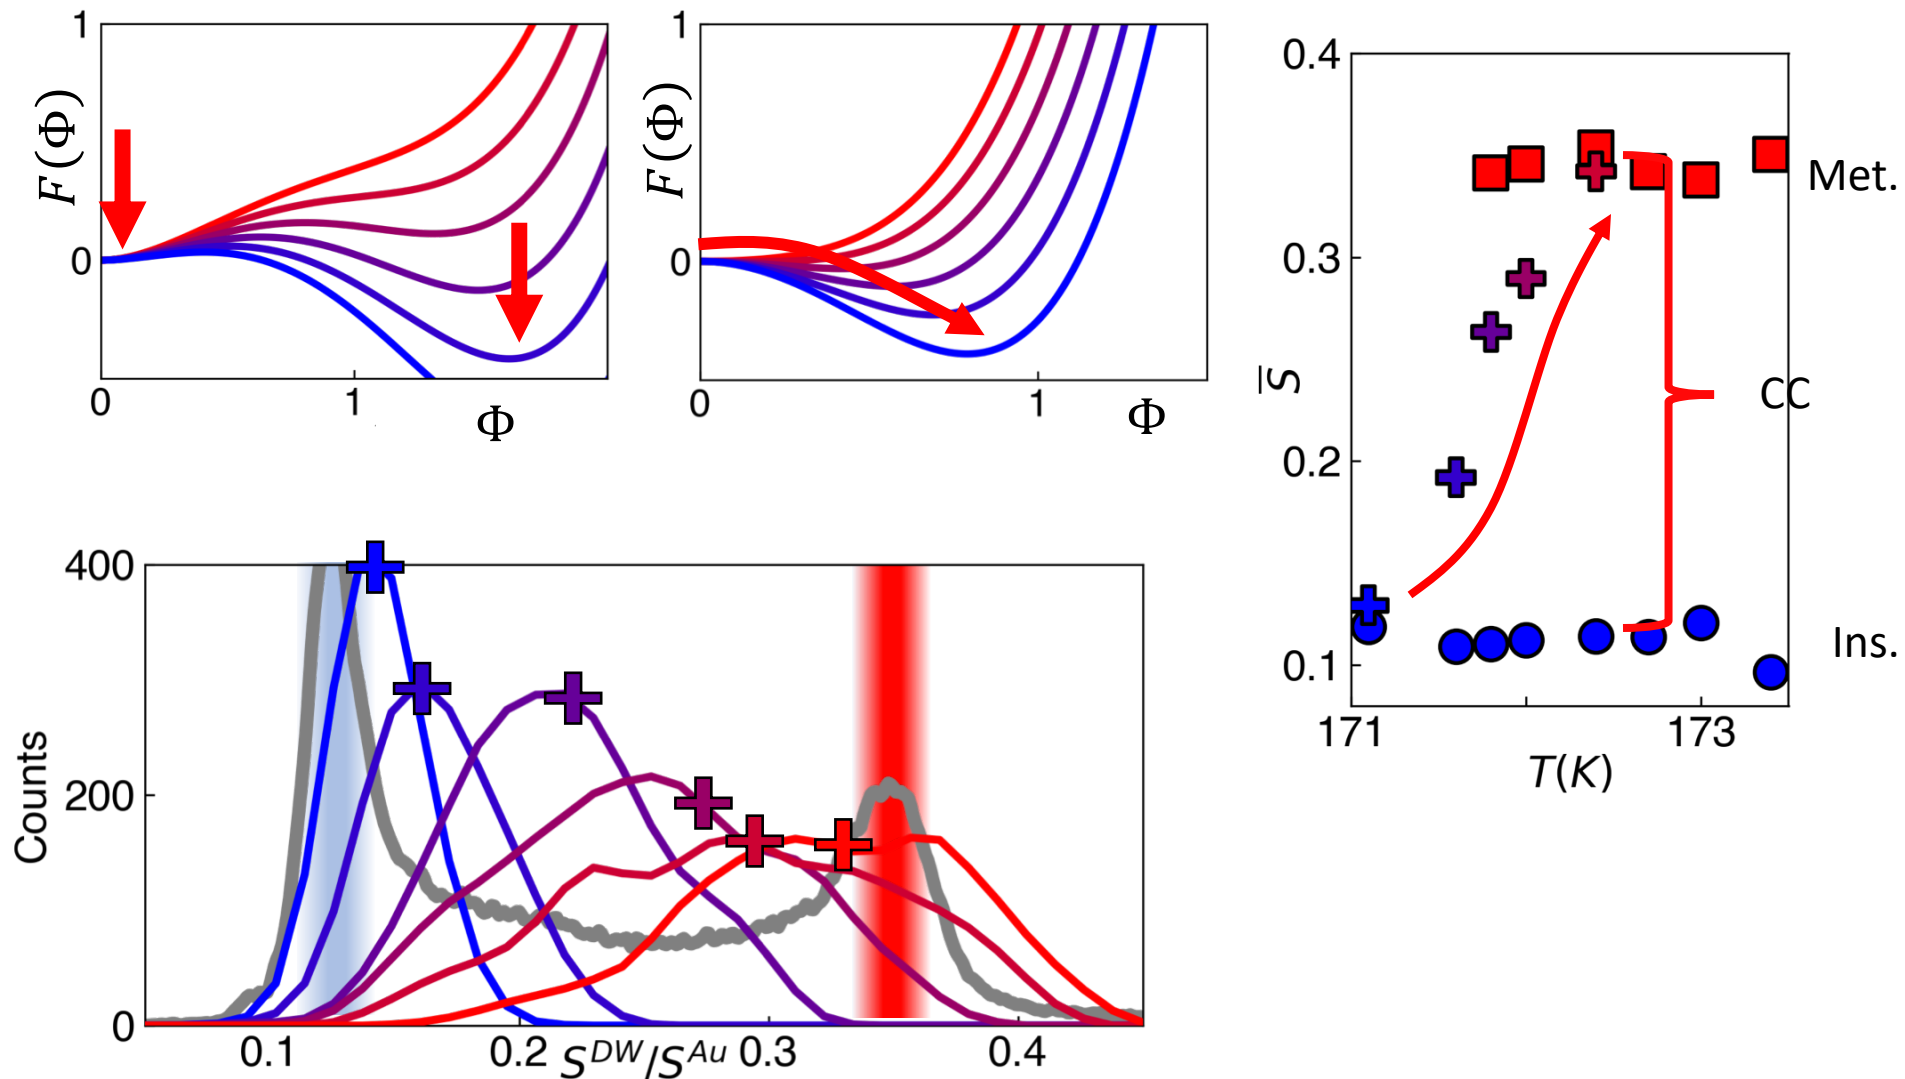 1
F(Φ)
0
0
1
Φ
1
F(Φ)
0
0
1
Φ
0.4
0.3
0.2
0.1
S̅
171
173
T(K)
Met.
CC
Ins.
400
200
0
Counts
0.1
0.2
S^DW/S^Au
0.3
0.4